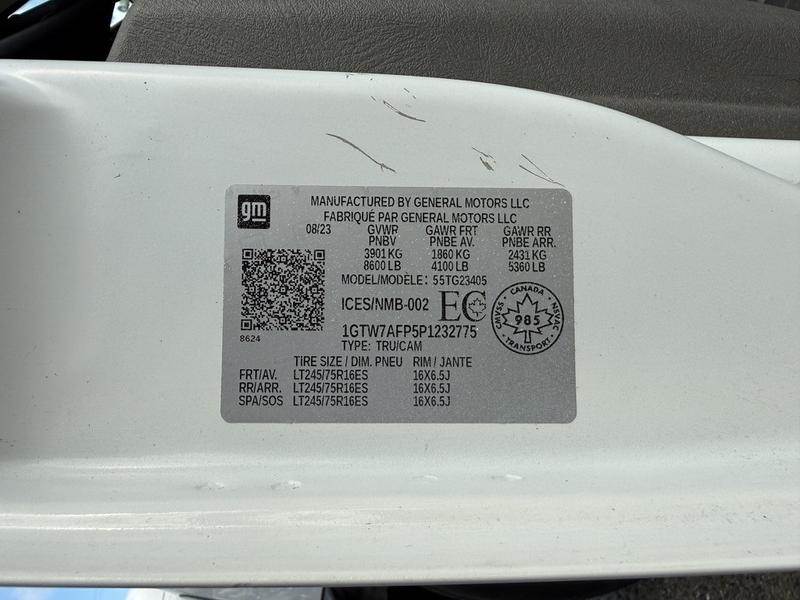 gm
MANUFACTURED BY GENERAL MOTORS LLC
FABRIQUÉ PAR GENERAL MOTORS LLC
08/23 GVWR GAWR FRT GAWR RR
PNBV PNBE AV. PNBE ARR.
3901 KG 1860 KG 2431 KG
8600 LB 4100 LB 5360 LB
MODEL/MODÈLE: 55TG23405
ICES/NMB-002 EC
CANADA
CMVSS 985 NSVAC
TRANSPORT
1GTW7AFP5P1232775
8624
TYPE: TRU/CAM
TIRE SIZE / DIM. PNEU RIM / JANTE
FRT/AV. LT245/75R16ES 16X6.5J
RR/ARR. LT245/75R16ES 16X6.5J
SPA/SOS LT245/75R16ES 16X6.5J